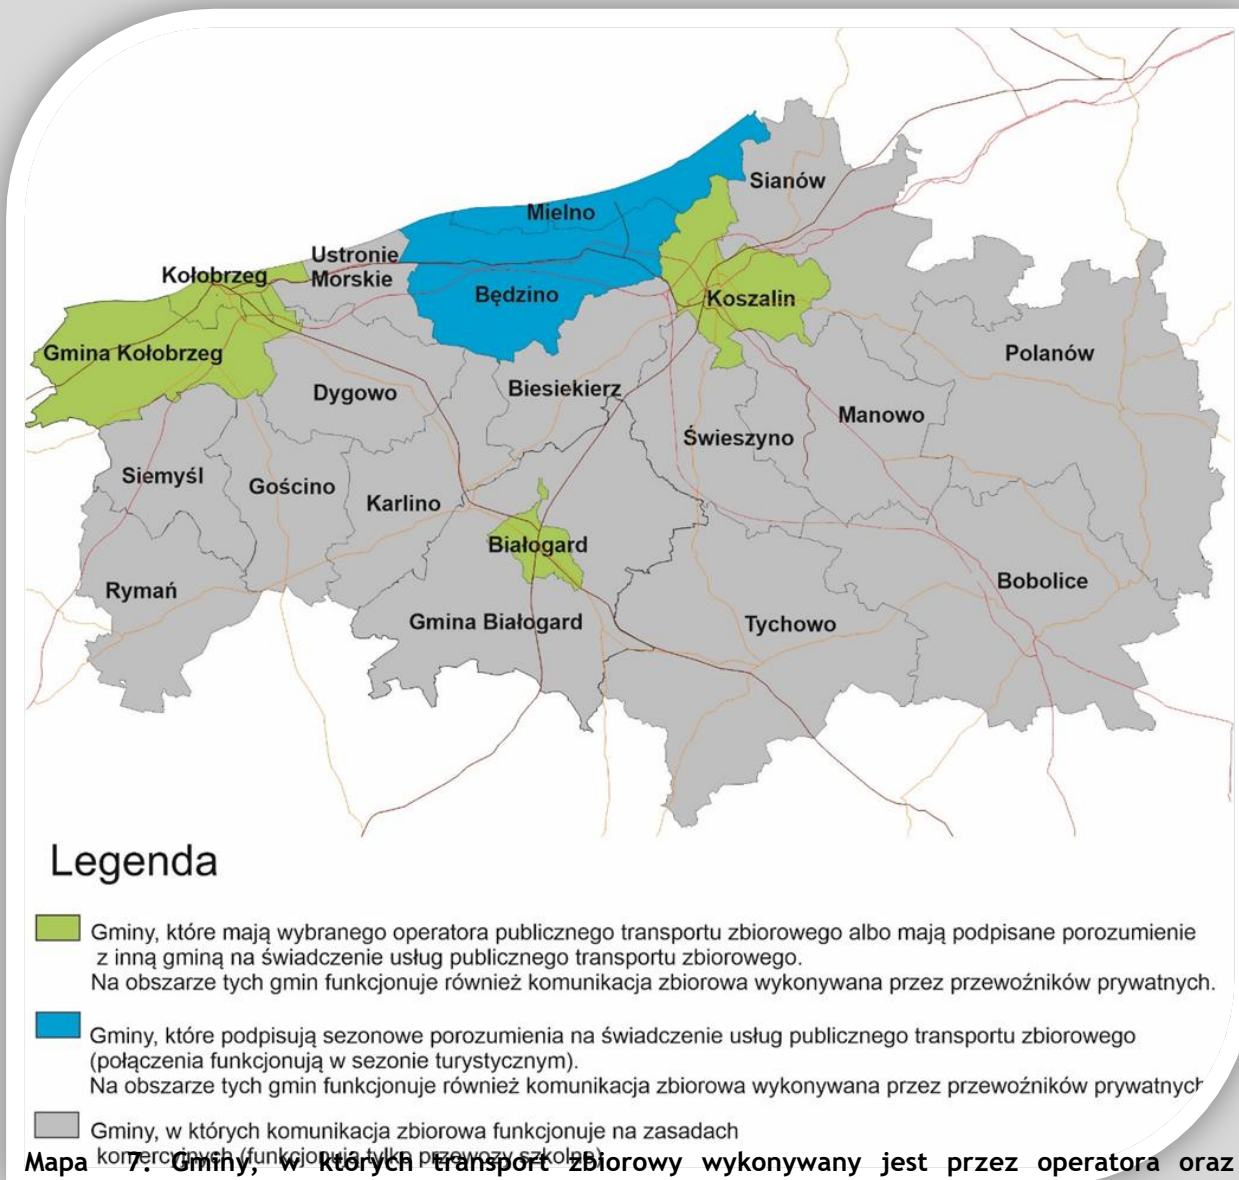 Sianów
Mielno
Ustronie
Morskie
Kołobrzeg
Będzino
Koszalin
Gmina Kołobrzeg
Polanów
Dygowo
Biesiekierz
Manowo
Świeszyno
Siemyśl
Gościno
Karlino
Białogard
Rymań
Bobolice
Gmina Białogard
Tychowo
Legenda
Gminy, które mają wybranego operatora publicznego transportu zbiorowego albo mają podpisane porozumienie
z inną gminą na świadczenie usług publicznego transportu zbiorowego.
Na obszarze tych gmin funkcjonuje również komunikacja zbiorowa wykonywana przez przewoźników prywatnych.
Gminy, które podpisują sezonowe porozumienia na świadczenie usług publicznego transportu zbiorowego
(połączenia funkcjonują w sezonie turystycznym).
Na obszarze tych gmin funkcjonuje również komunikacja zbiorowa wykonywana przez przewoźników prywatnych
Gminy, w których komunikacja zbiorowa funkcjonuje na zasadach
komercyjnych (funkcjonują tylko przewozy szkolne)
Mapa 7. Gminy, w których transport zbiorowy wykonywany jest przez operatora oraz